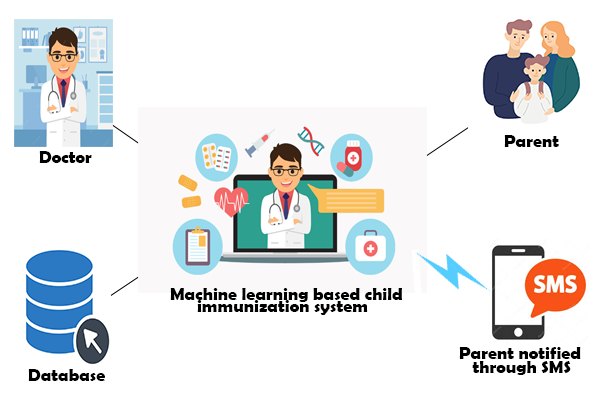 Doctor
Parent
Machine learning based child
immunization system
SMS
Database
Parent notified
through SMS